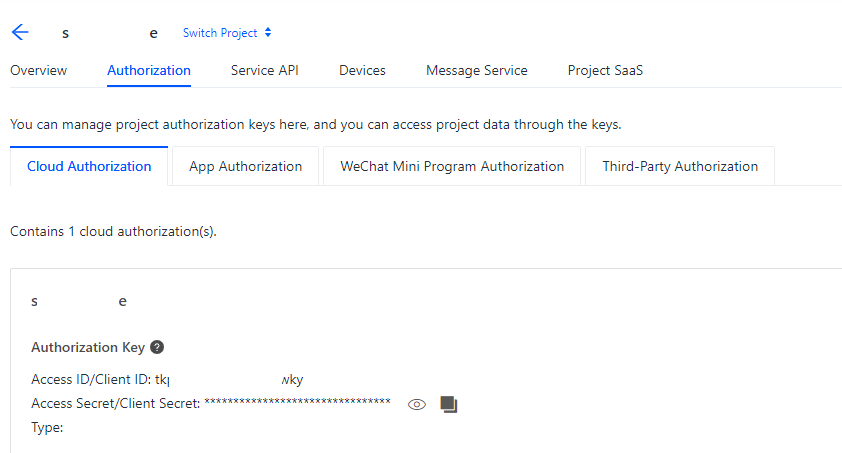 s e Switch Project
Overview Authorization Service API Devices Message Service Project SaaS
You can manage project authorization keys here, and you can access project data through the keys.
Cloud Authorization App Authorization WeChat Mini Program Authorization Third-Party Authorization
Contains 1 cloud authorization(s).
s e
Authorization Key ?
Access ID/Client ID: tkp wky
Access Secret/Client Secret: ********************************
Type: